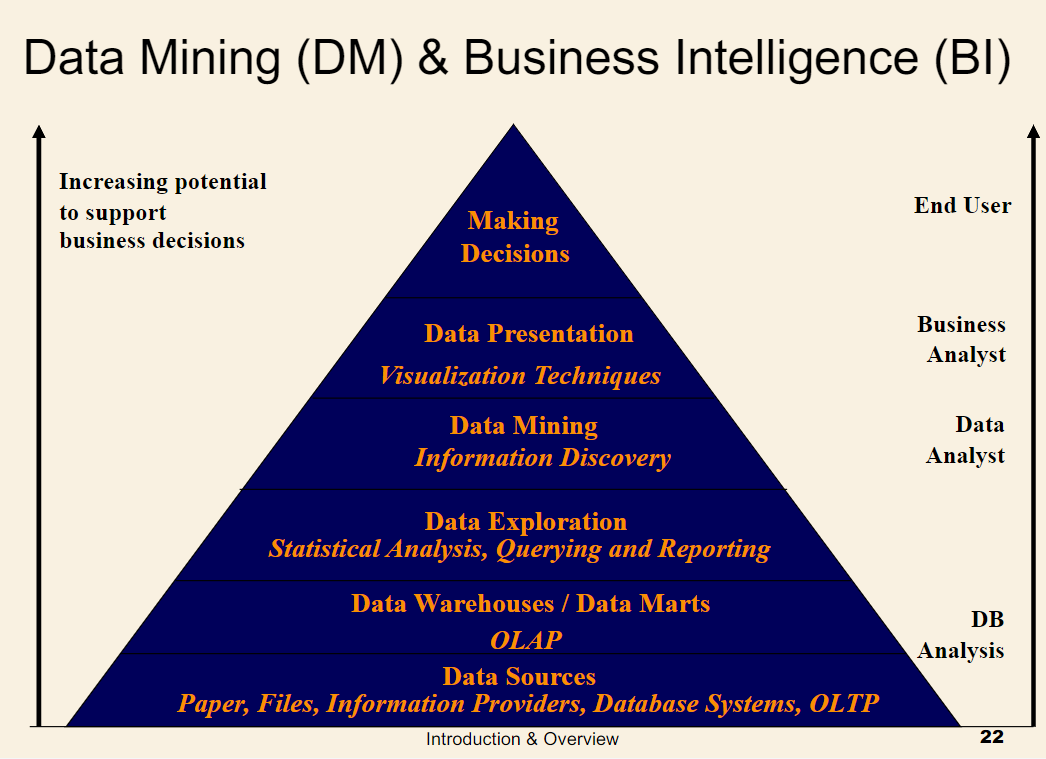 Data Mining (DM) & Business Intelligence (BI)
Increasing potential
to support
business decisions
End User
Making
Decisions
Business
Analyst
Data Presentation
Visualization Techniques
Data
Analyst
Data Mining
Information Discovery
Data Exploration
Statistical Analysis, Querying and Reporting
Data Warehouses / Data Marts
OLAP
DB
Analysis
Data Sources
Paper, Files, Information Providers, Database Systems, OLTP
Introduction & Overview
22